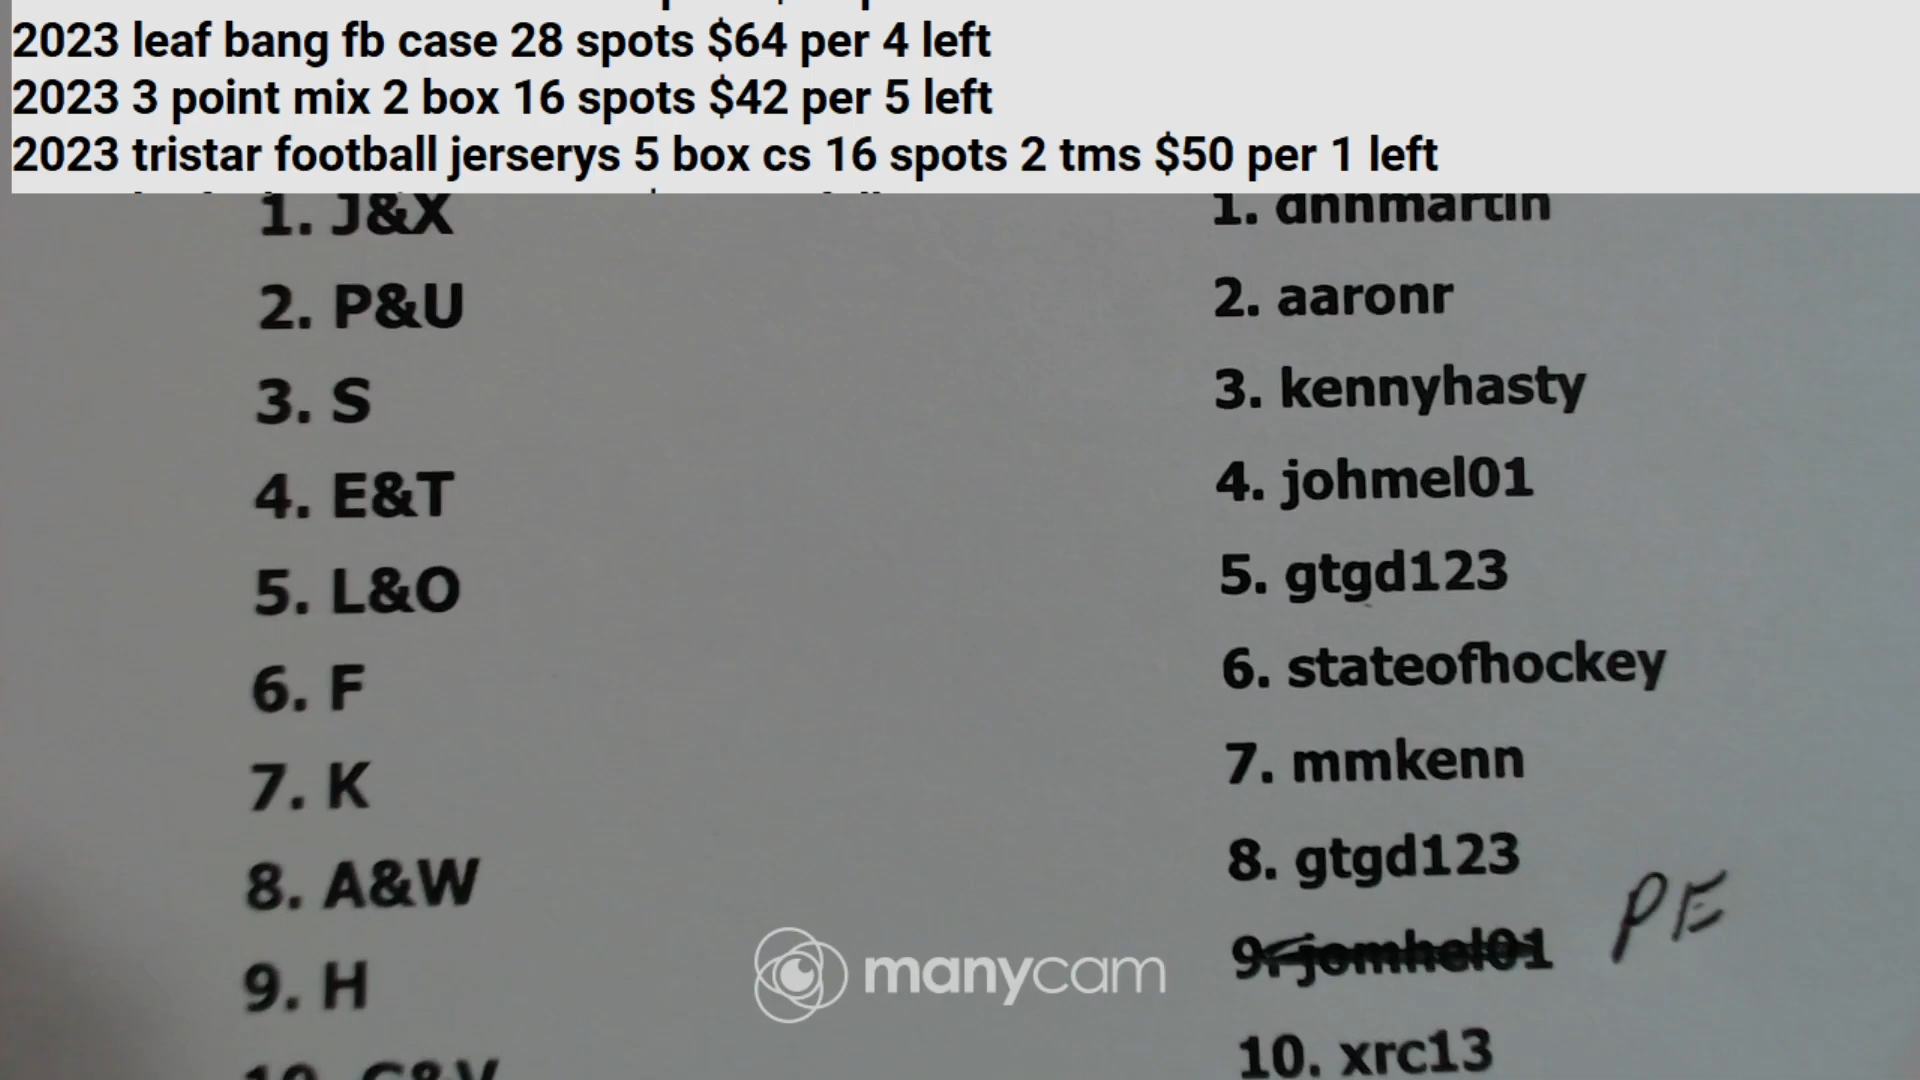 2023 leaf bang fb case 28 spots $64 per 4 left
2023 3 point mix 2 box 16 spots $42 per 5 left
2023 tristar football jerserys 5 box cs 16 spots 2 tms $50 per 1 left
1. J&X
2. P&U
3. S
4. E&T
5. L&O
6. F
7. K
8. A&W
9. H
1. dnnmartin
2. aaronr
3. kennyhasty
4. johmel01
5. gtgd123
6. stateofhockey
7. mmkenn
8. gtgd123
9. jomhel01 PE
10. xrc13
manycam